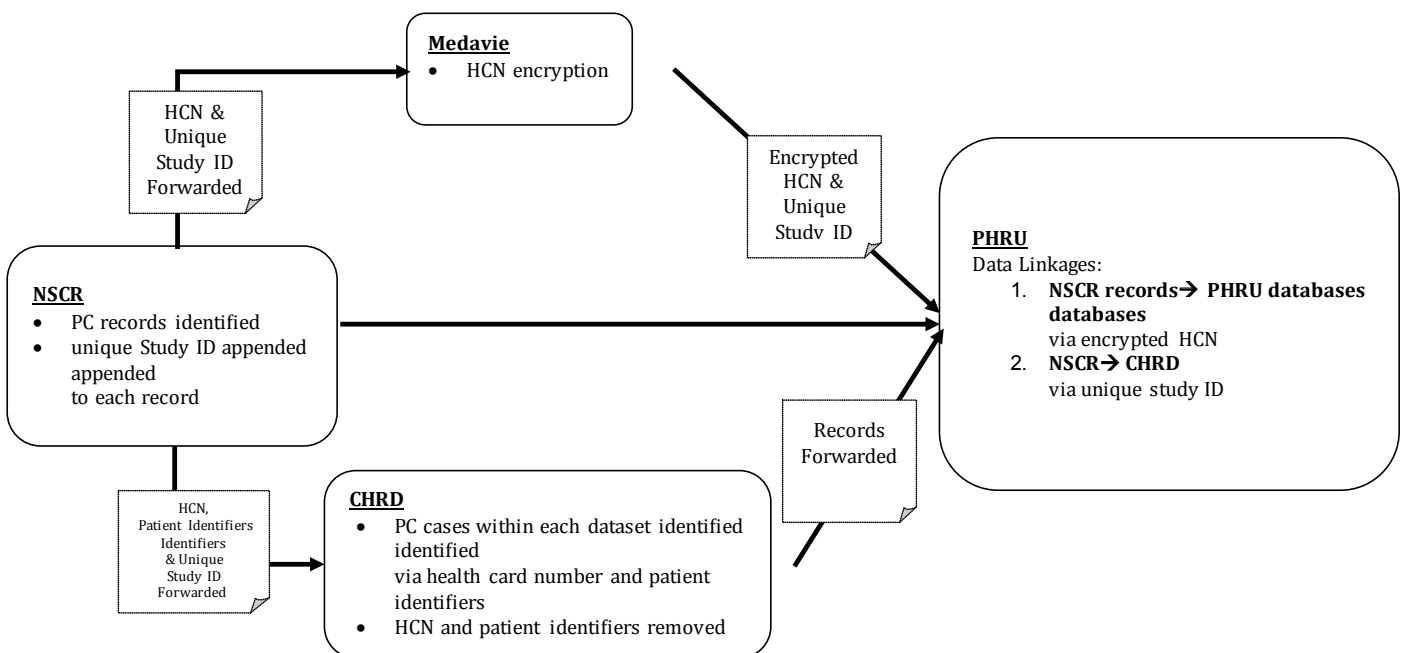 Medavie
• HCN encryption
HCN &
Unique
Study ID
Forwarded
Encrypted
HCN &
Unique
Study ID
NSCR
• PC records identified
• unique Study ID appended
appended
to each record
PHRU
Data Linkages:
1. NSCR records→ PHRU databases
databases
via encrypted HCN
2. NSCR→ CHRD
via unique study ID
HCN,
Patient Identifiers
Identifiers
& Unique
Study ID
Forwarded
CHRD
• PC cases within each dataset identified
identified
via health card number and patient
identifiers
• HCN and patient identifiers removed
Records
Forwarded